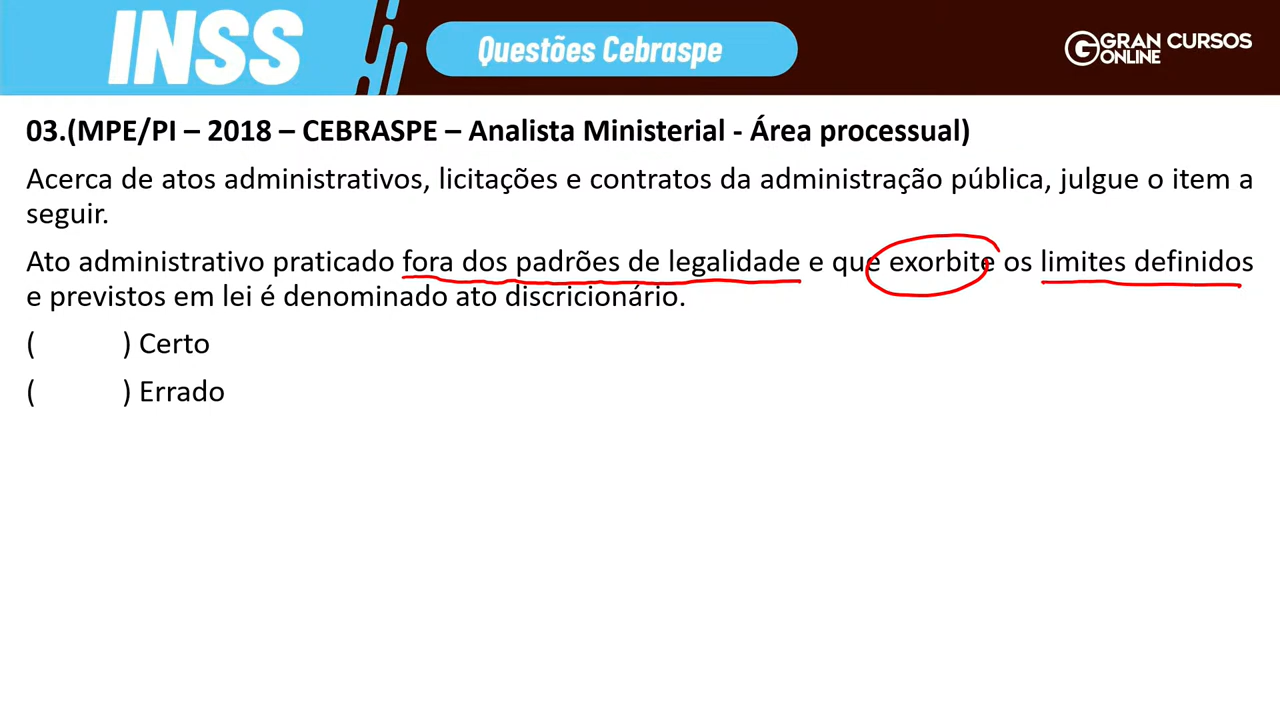 INSS
Questões Cebraspe
GRAN CURSOS
ONLINE
03.(MPE/PI – 2018 – CEBRASPE – Analista Ministerial - Área processual)
Acerca de atos administrativos, licitações e contratos da administração pública, julgue o item a
seguir.
Ato administrativo praticado fora dos padrões de legalidade e que exorbite os limites definidos
e previstos em lei é denominado ato discricionário.
( ) Certo
( ) Errado